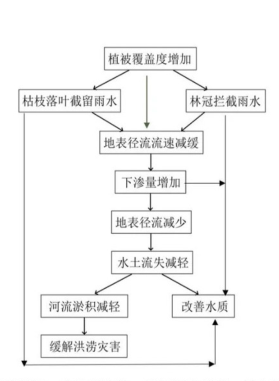 植被覆盖度增加
枯枝落叶截留雨水
林冠拦截雨水
地表径流流速减缓
下渗量增加
地表径流减少
水土流失减轻
河流淤积减轻
改善水质
缓解洪涝灾害